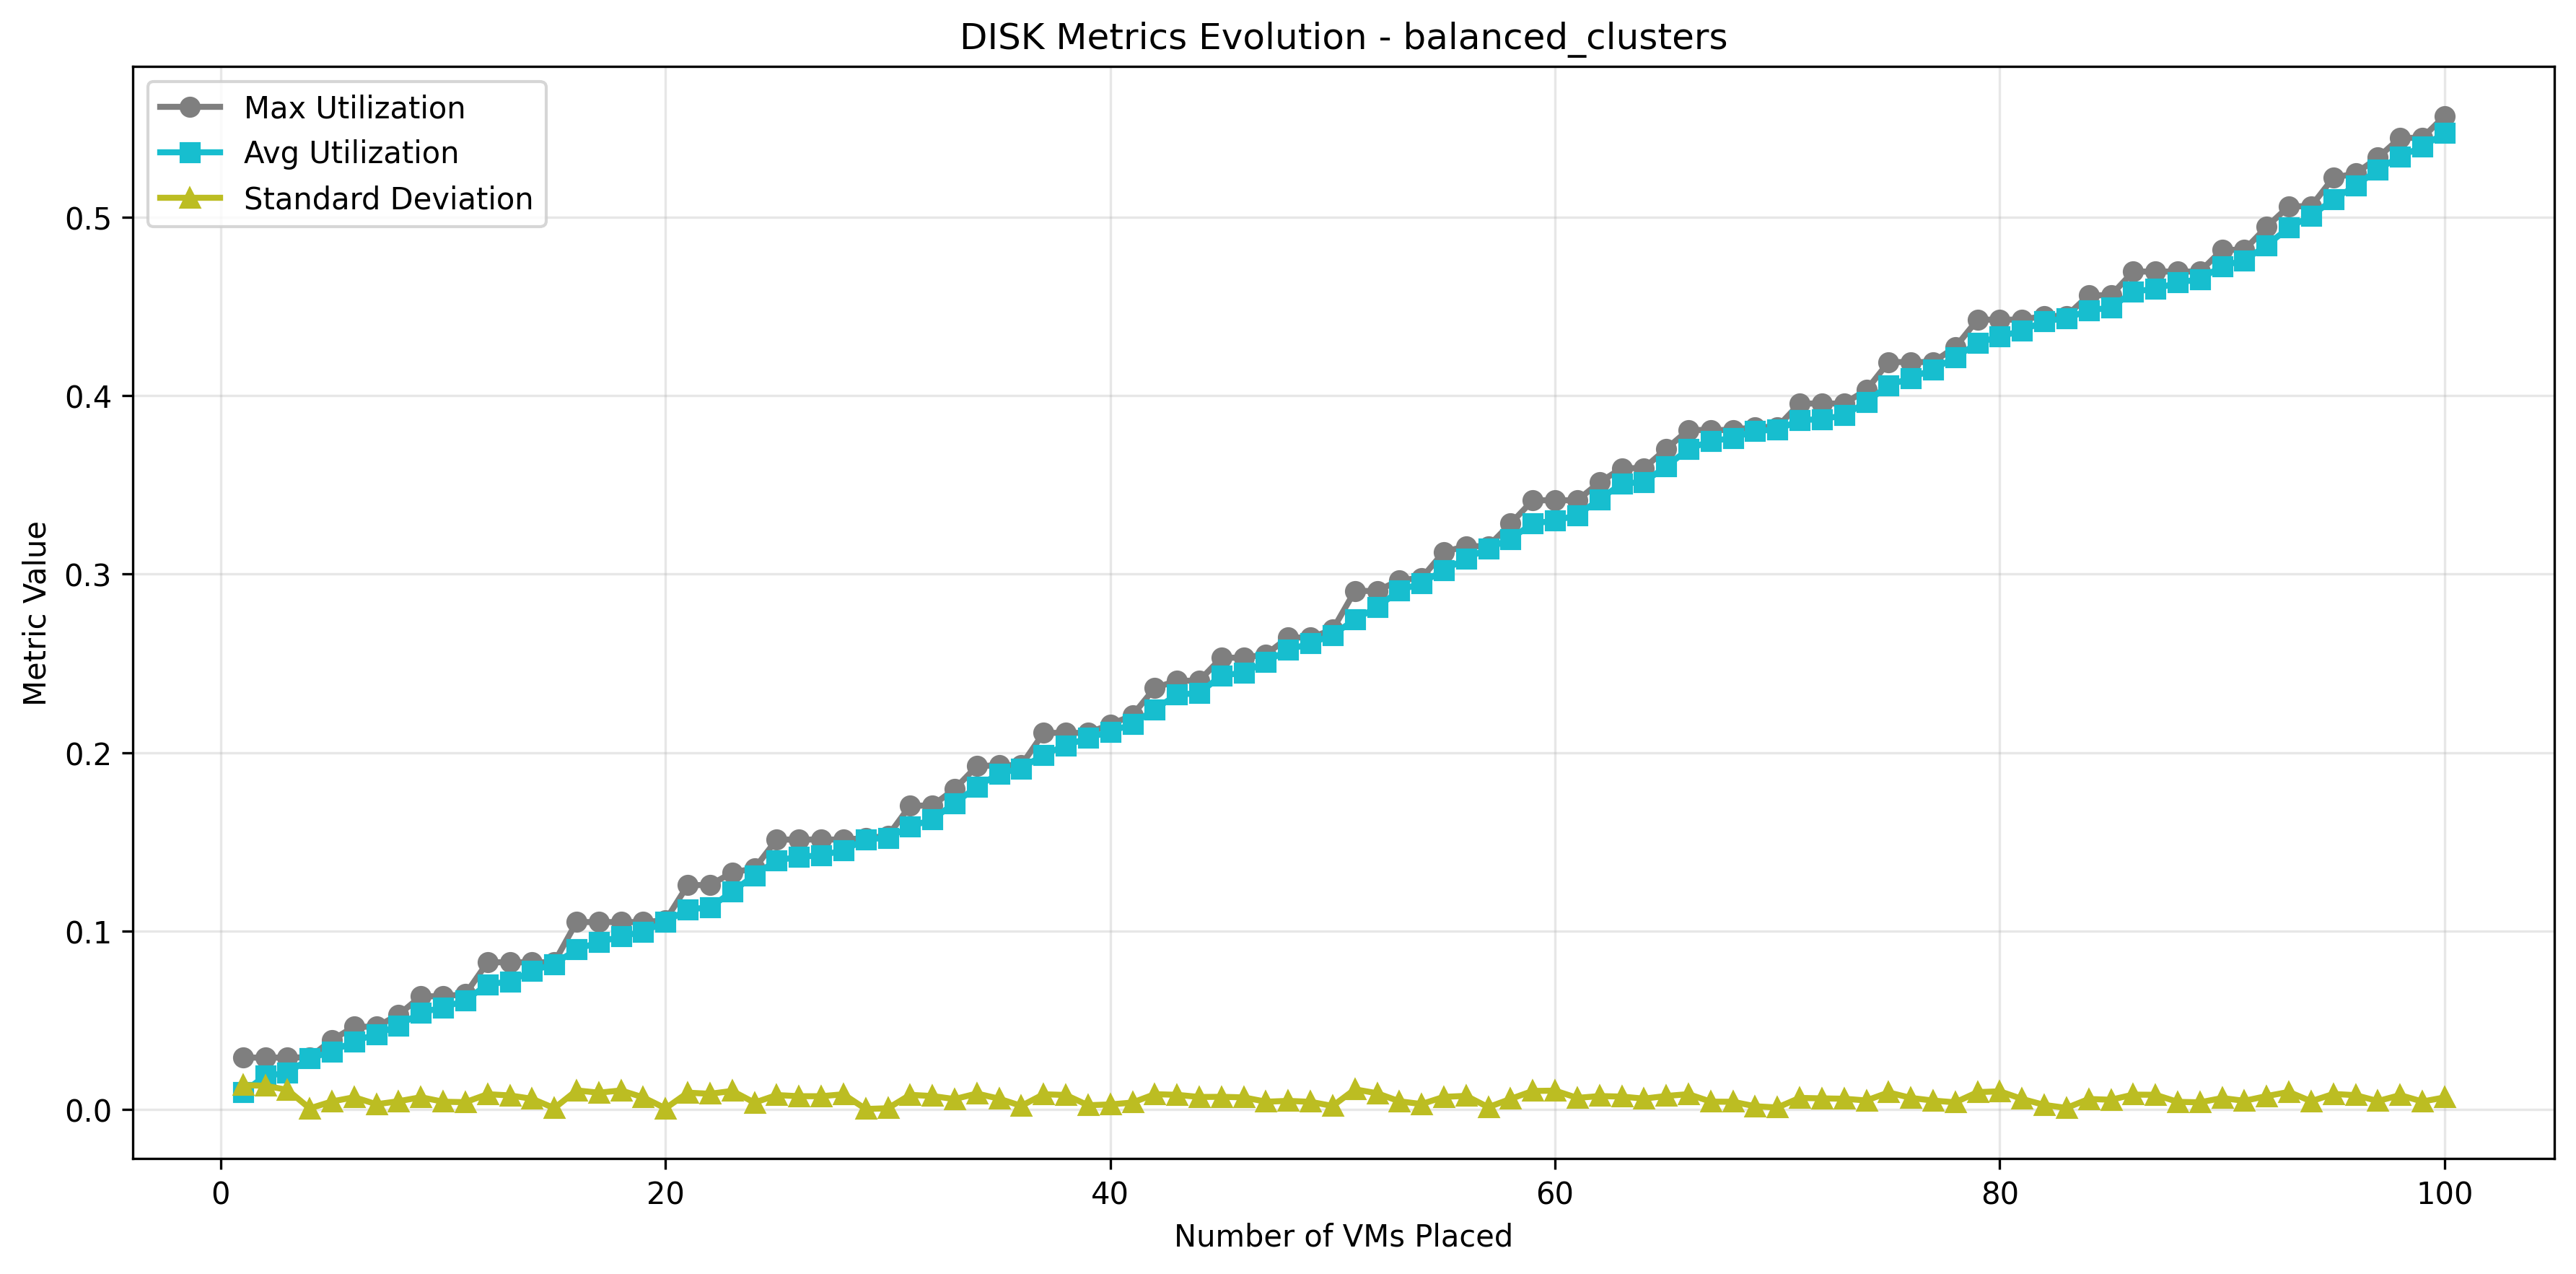 DISK Metrics Evolution - balanced_clusters
Max Utilization
Avg Utilization
Standard Deviation
Metric Value
0.5
0.4
0.3
0.2
0.1
0.0
0 20 40 60 80 100
Number of VMs Placed